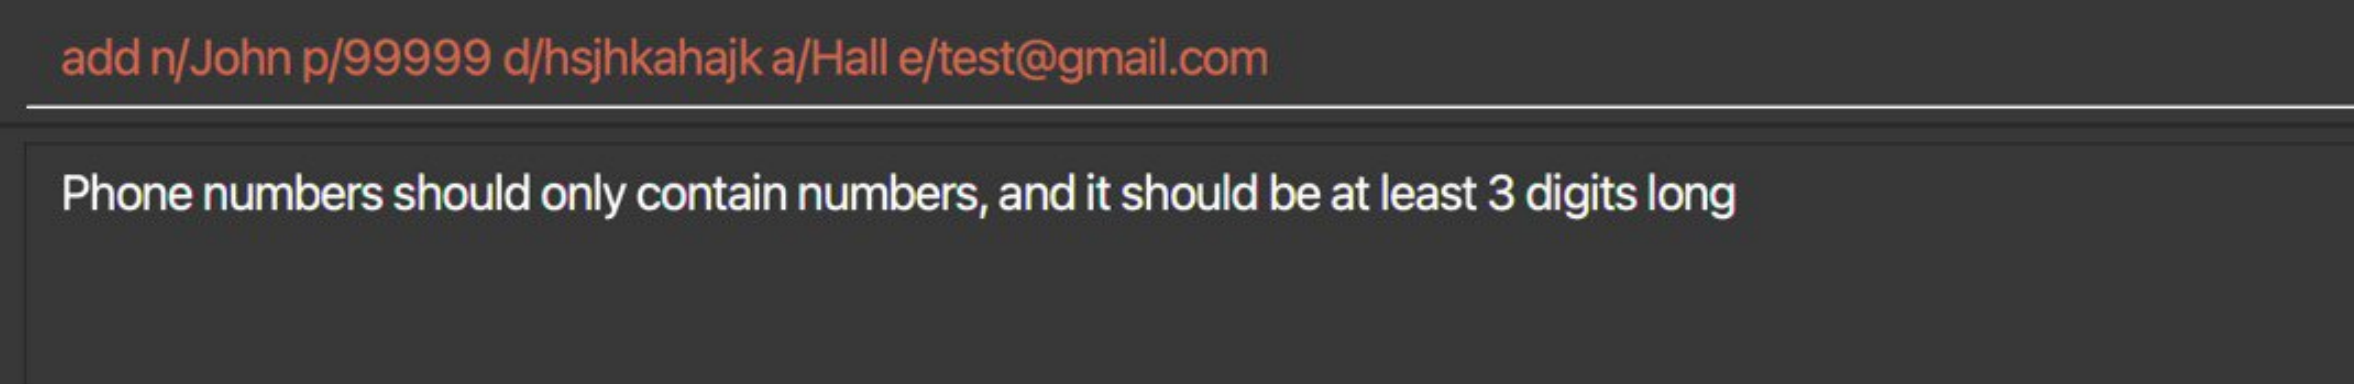 add n/John p/99999 d/hsjhkahajk a/Hall e/test@gmail.com
Phone numbers should only contain numbers, and it should be at least 3 digits long